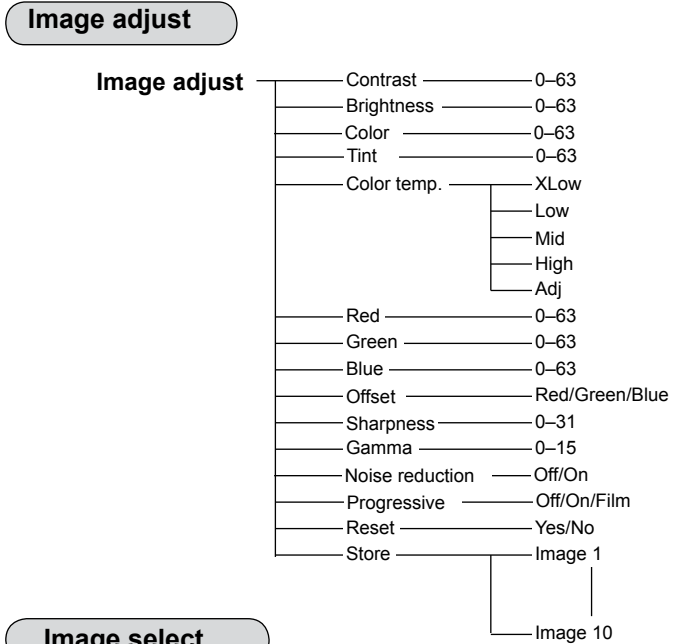 Image adjust
Image adjust Contrast 0–63
Brightness 0–63
Color 0–63
Tint 0–63
Color temp. XLow
Low
Mid
High
Adj
Red 0–63
Green 0–63
Blue 0–63
Offset Red/Green/Blue
Sharpness 0–31
Gamma 0–15
Noise reduction Off/On
Progressive Off/On/Film
Reset Yes/No
Store Image 1
Image 10
Image select